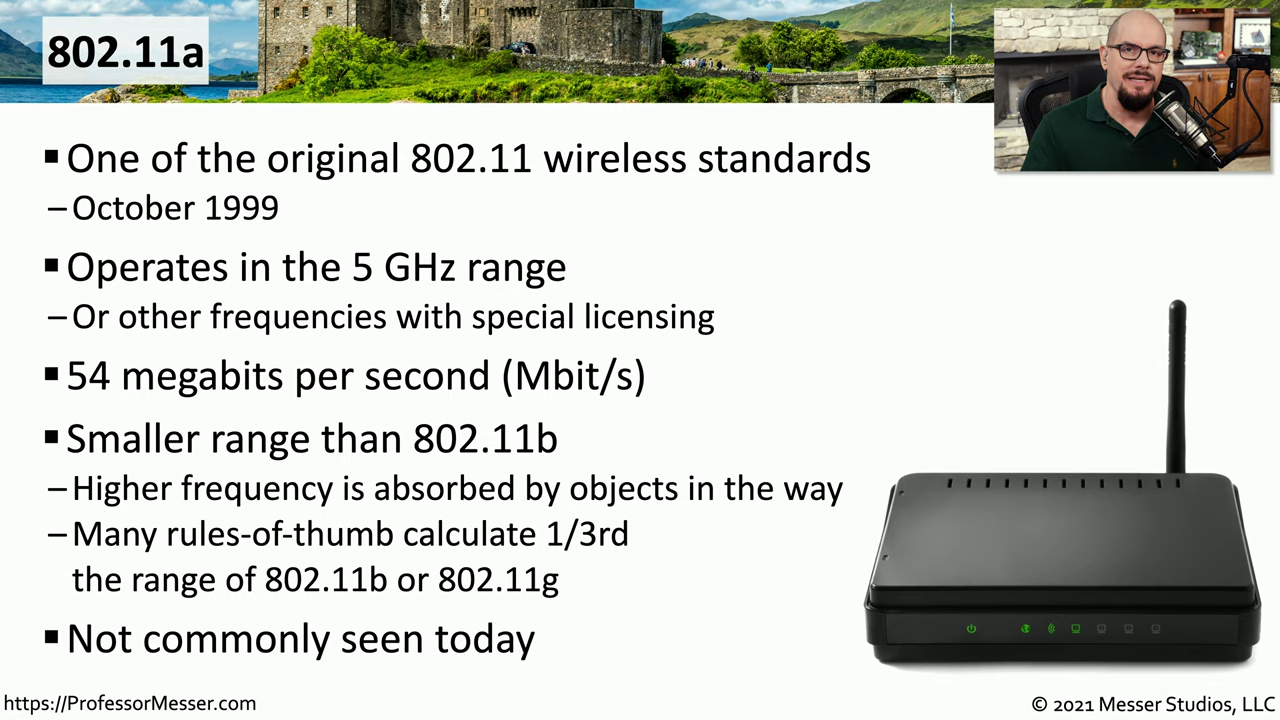 802.11a
▪One of the original 802.11 wireless standards
–October 1999
▪Operates in the 5 GHz range
–Or other frequencies with special licensing
▪54 megabits per second (Mbit/s)
▪Smaller range than 802.11b
–Higher frequency is absorbed by objects in the way
–Many rules-of-thumb calculate 1/3rd
the range of 802.11b or 802.11g
▪Not commonly seen today
https://ProfessorMesser.com
© 2021 Messer Studios, LLC